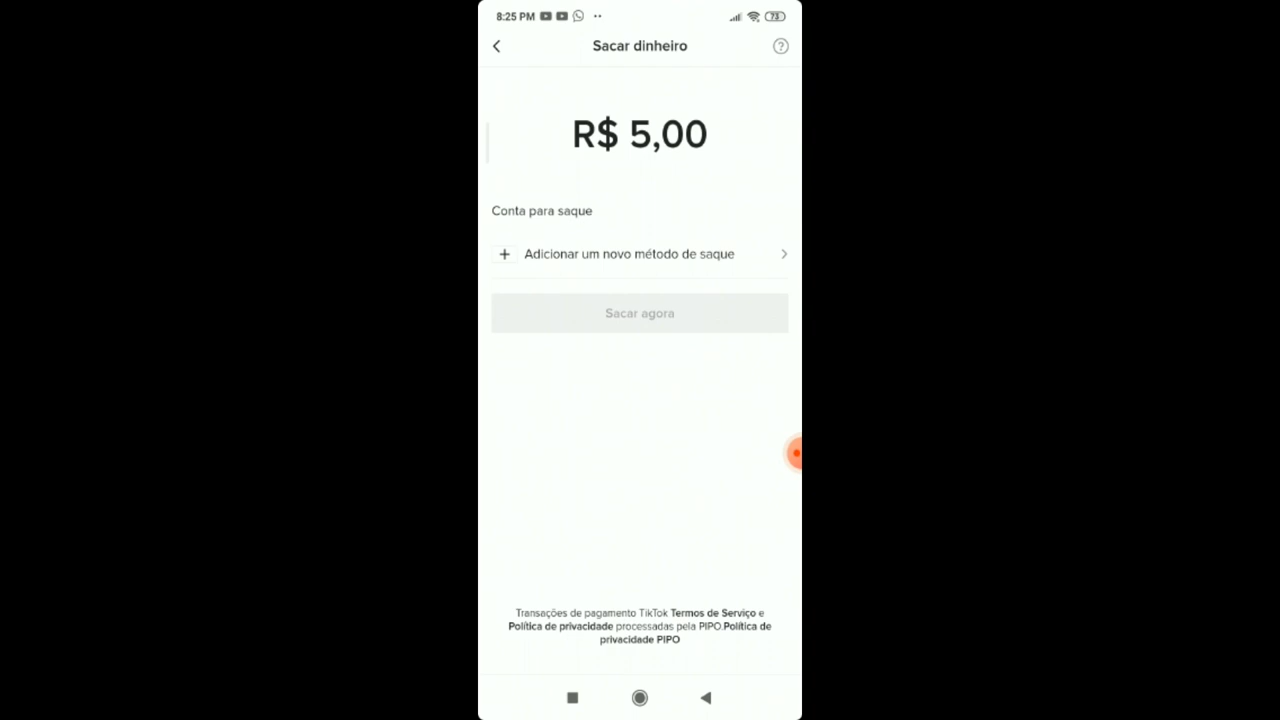 8:25 PM
73
Sacar dinheiro
?
R$ 5,00
Conta para saque
+ Adicionar um novo método de saque
Sacar agora
Transações de pagamento TikTok Termos de Serviço e
Política de privacidade processadas pela PIPO.Política de
privacidade PIPO